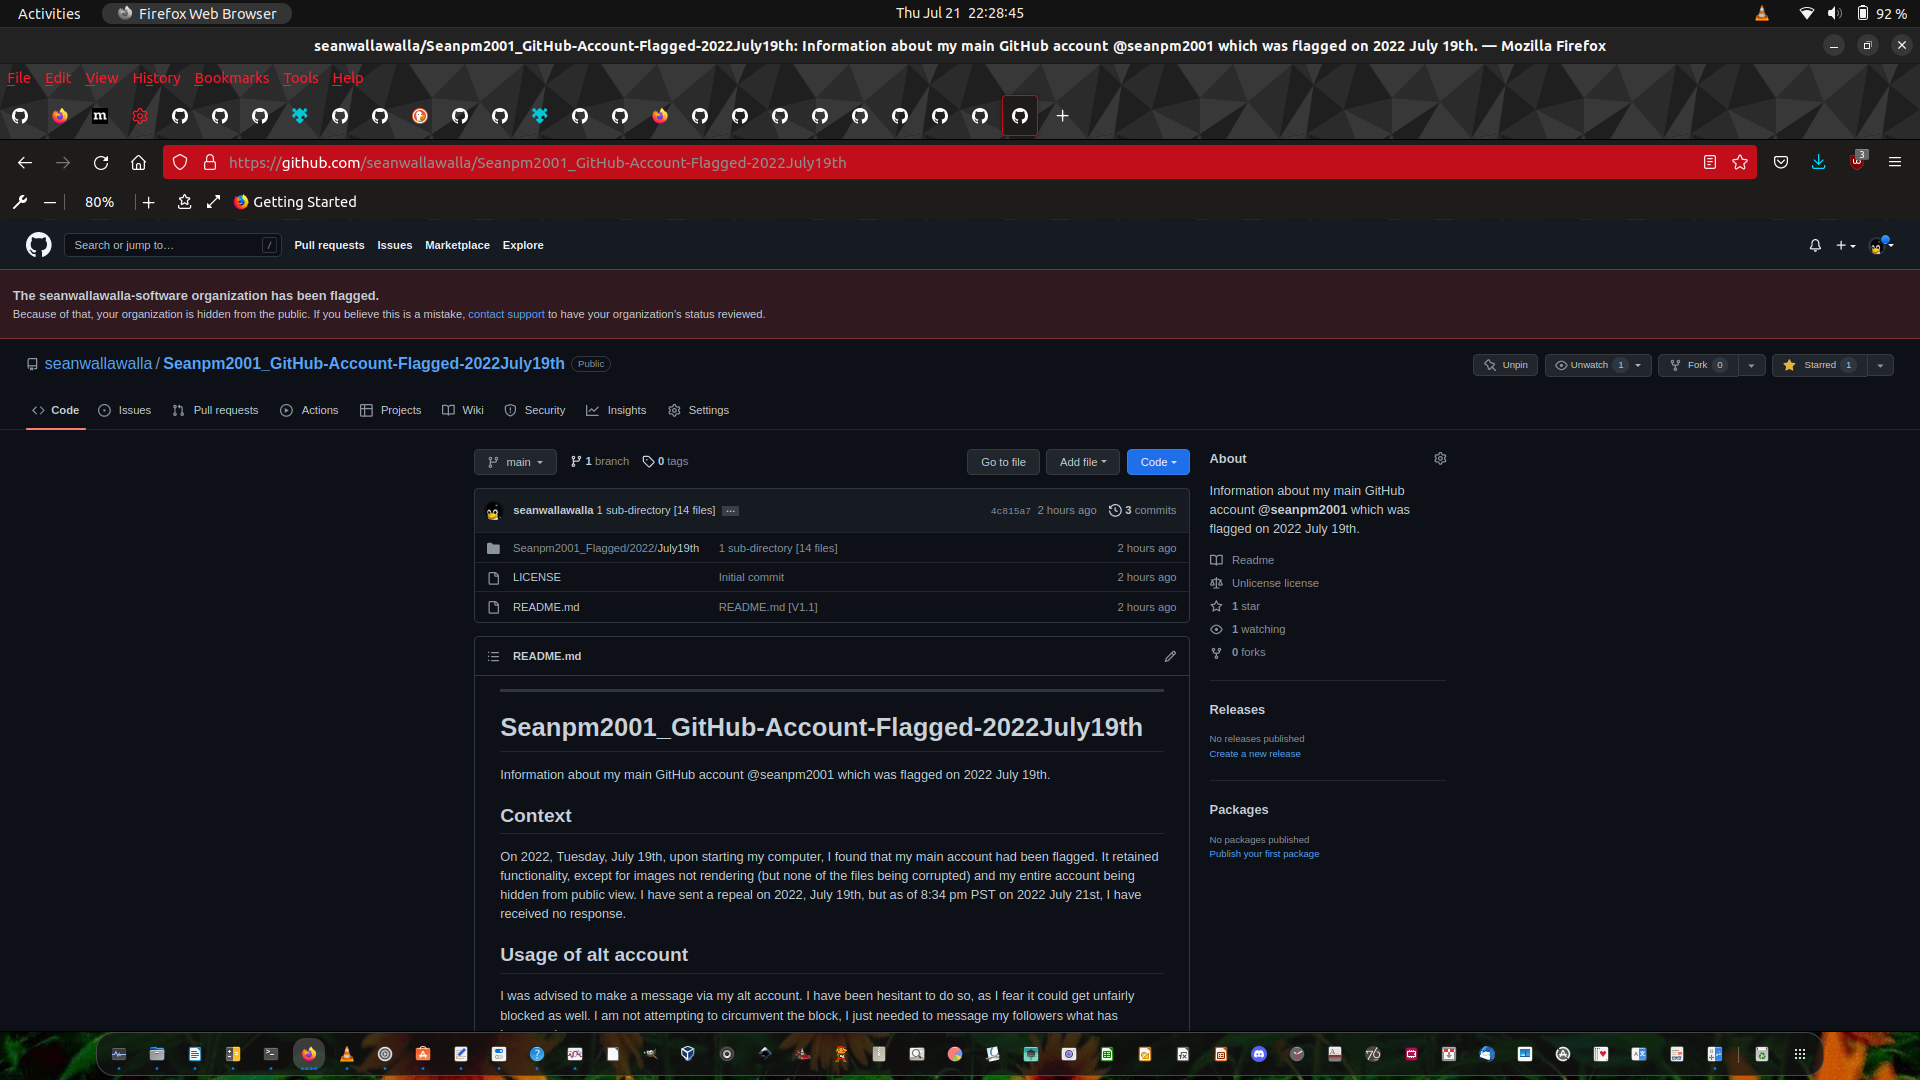 Activities
Firefox Web Browser
Thu Jul 21 22:28:45
92 %
seanwallawalla/Seanpm2001_GitHub-Account-Flagged-2022July19th: Information about my main GitHub account @seanpm2001 which was flagged on 2022 July 19th. — Mozilla Firefox
File Edit View History Bookmarks Tools Help
m
https://github.com/seanwallawalla/Seanpm2001_GitHub-Account-Flagged-2022July19th
3
80%
Getting Started
Search or jump to…
/
Pull requests Issues Marketplace Explore
The seanwallawalla-software organization has been flagged.
Because of that, your organization is hidden from the public. If you believe this is a mistake, contact support to have your organization's status reviewed.
seanwallawalla / Seanpm2001_GitHub-Account-Flagged-2022July19th Public
Unpin
Unwatch 1
Fork 0
Starred 1
Code Issues Pull requests Actions Projects Wiki Security Insights Settings
main
1 branch
0 tags
Go to file
Add file
Code
seanwallawalla 1 sub-directory [14 files] ...
4c815a7 2 hours ago
3 commits
Seanpm2001_Flagged/2022/July19th 1 sub-directory [14 files] 2 hours ago
LICENSE Initial commit 2 hours ago
README.md README.md [V1.1] 2 hours ago
README.md
Seanpm2001_GitHub-Account-Flagged-2022July19th
Information about my main GitHub account @seanpm2001 which was flagged on 2022 July 19th.
Context
On 2022, Tuesday, July 19th, upon starting my computer, I found that my main account had been flagged. It retained
functionality, except for images not rendering (but none of the files being corrupted) and my entire account being
hidden from public view. I have sent a repeal on 2022, July 19th, but as of 8:34 pm PST on 2022 July 21st, I have
received no response.
Usage of alt account
I was advised to make a message via my alt account. I have been hesitant to do so, as I fear it could get unfairly
blocked as well. I am not attempting to circumvent the block, I just needed to message my followers what has
About
Information about my main GitHub
account @seanpm2001 which was
flagged on 2022 July 19th.
Readme
Unlicense license
1 star
1 watching
0 forks
Releases
No releases published
Create a new release
Packages
No packages published
Publish your first package